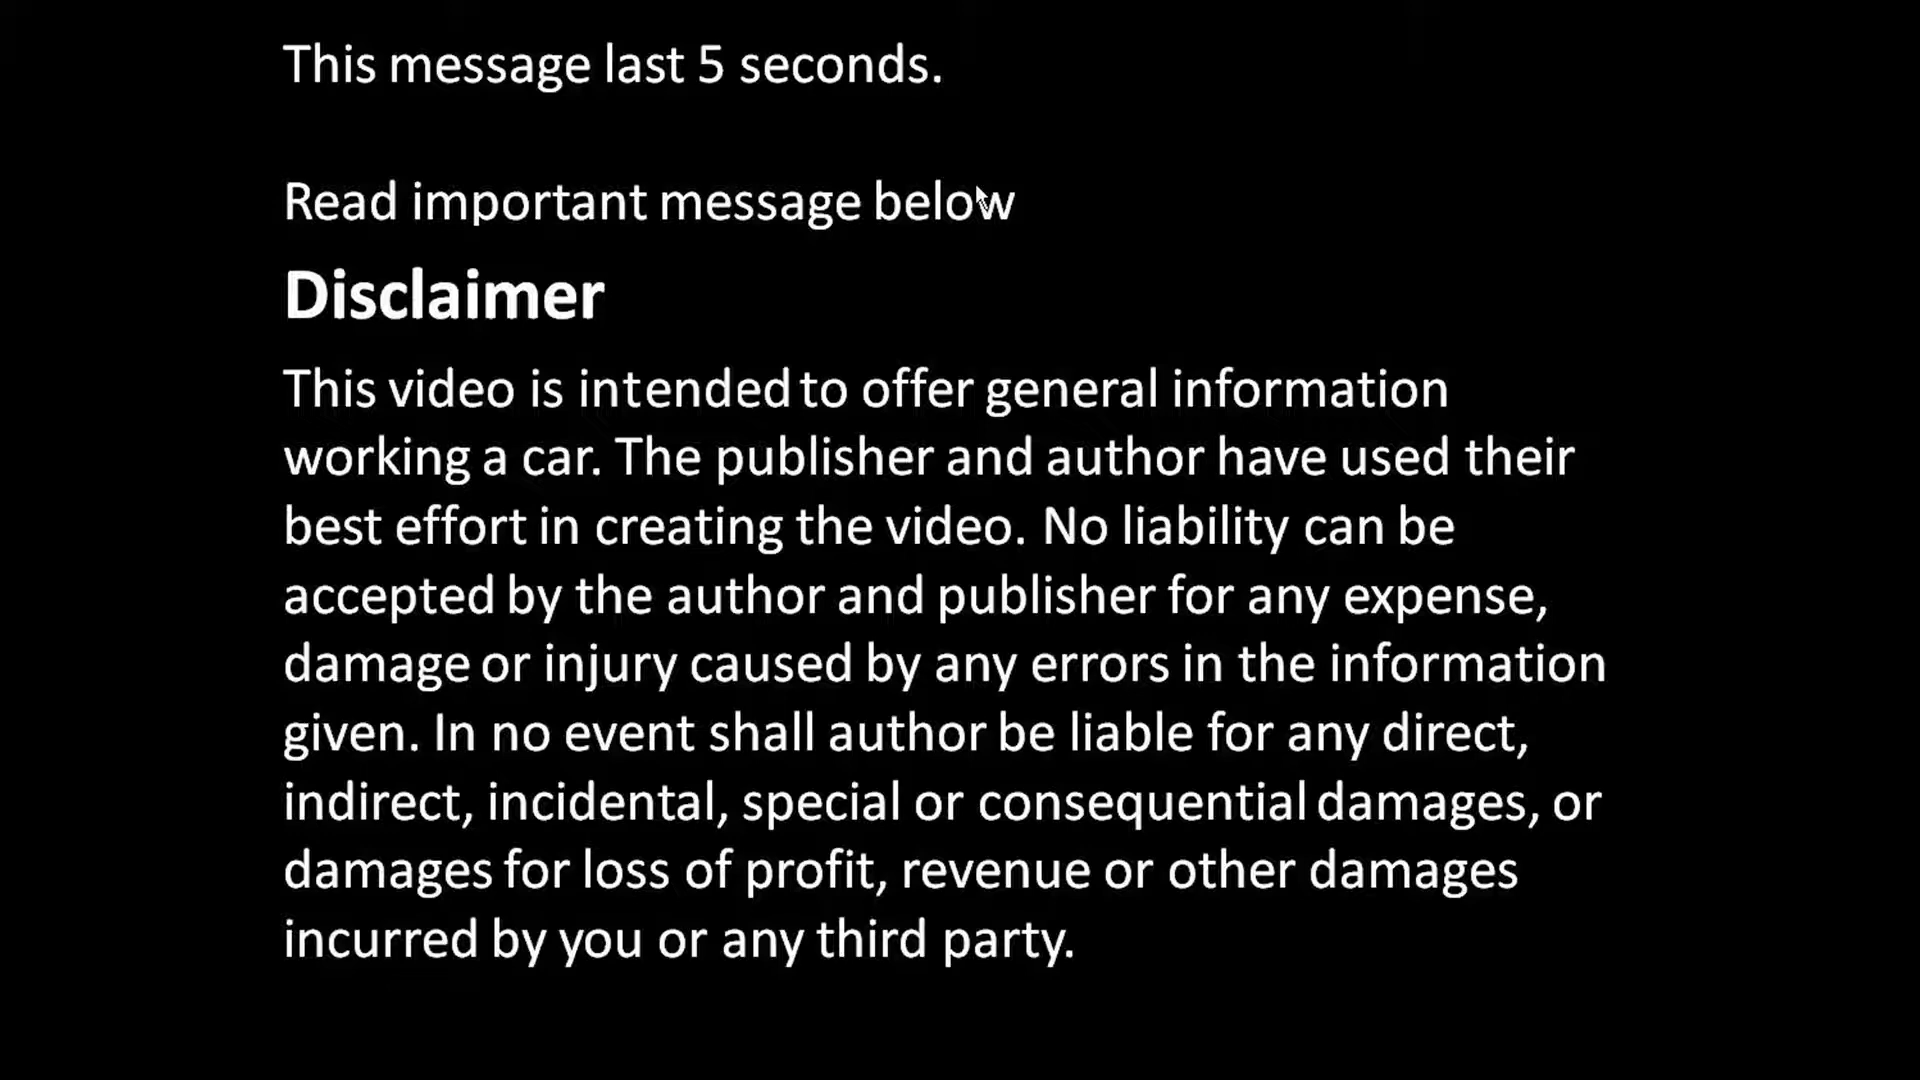 This message last 5 seconds.
Read important message below
Disclaimer
This video is intended to offer general information
working a car. The publisher and author have used their
best effort in creating the video. No liability can be
accepted by the author and publisher for any expense,
damage or injury caused by any errors in the information
given. In no event shall author be liable for any direct,
indirect, incidental, special or consequential damages, or
damages for loss of profit, revenue or other damages
incurred by you or any third party.